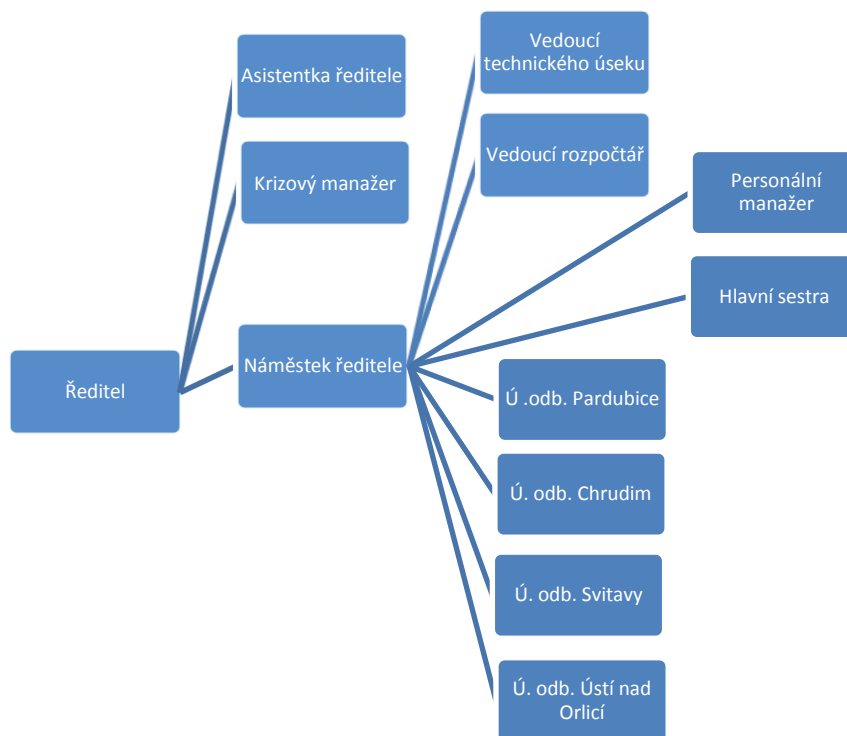 Ředitel
Asistentka ředitele
Krizový manažer
Náměstek ředitele
Vedoucí
technického úseku
Vedoucí rozpočtář
Personální
manažer
Hlavní sestra
Ú .odb. Pardubice
Ú. odb. Chrudim
Ú. odb. Svitavy
Ú. odb. Ústí nad
Orlicí